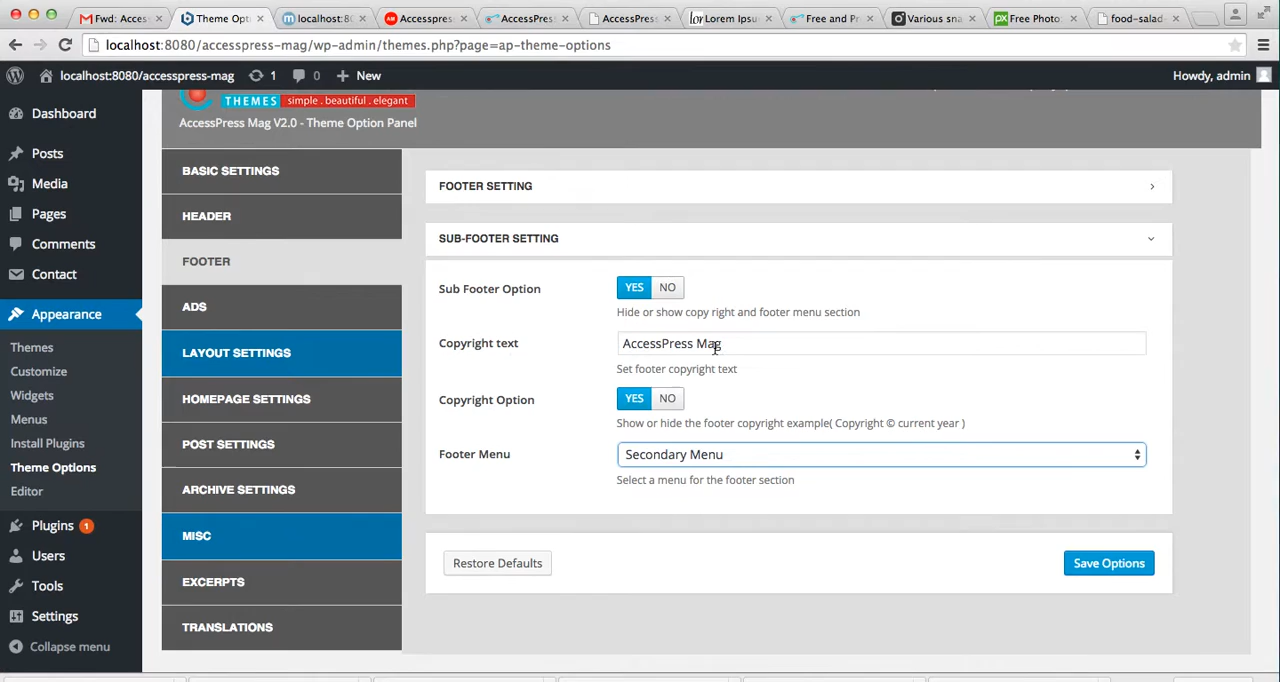 Fwd: Acces
Theme Opti
localhost:80
Accesspres
AccessPres
AccessPres
Lorem Ipsu
Free and Pr
Various sna
Free Photo
food-salad-
localhost:8080/accesspress-mag/wp-admin/themes.php?page=ap-theme-options
localhost:8080/accesspress-mag 1 0 New Howdy, admin
Dashboard
Posts
Media
Pages
Comments
Contact
Appearance
Themes
Customize
Widgets
Menus
Install Plugins
Theme Options
Editor
Plugins 1
Users
Tools
Settings
Collapse menu
THEMES simple . beautiful . elegant
AccessPress Mag V2.0 - Theme Option Panel
BASIC SETTINGS
HEADER
FOOTER
ADS
LAYOUT SETTINGS
HOMEPAGE SETTINGS
POST SETTINGS
ARCHIVE SETTINGS
MISC
EXCERPTS
TRANSLATIONS
FOOTER SETTING
SUB-FOOTER SETTING
Sub Footer Option YES NO
Hide or show copy right and footer menu section
Copyright text AccessPress Mag
Set footer copyright text
Copyright Option YES NO
Show or hide the footer copyright example( Copyright © current year )
Footer Menu Secondary Menu
Select a menu for the footer section
Restore Defaults Save Options